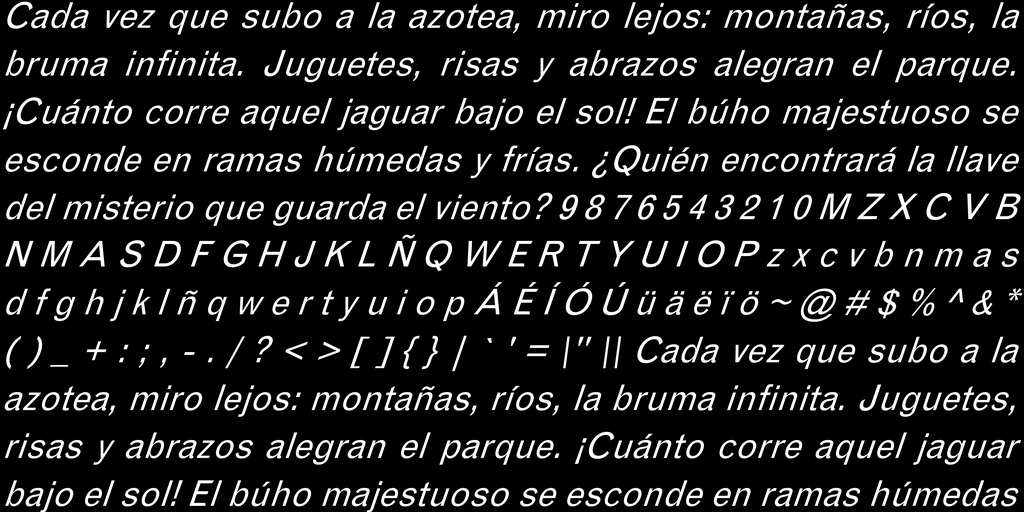 Cada vez que subo a la azotea, miro lejos: montañas, ríos, la
bruma infinita. Juguetes, risas y abrazos alegran el parque.
¡Cuánto corre aquel jaguar bajo el sol! El búho majestuoso se
esconde en ramas húmedas y frías. ¿Quién encontrará la llave
del misterio que guarda el viento? 9 8 7 6 5 4 3 2 1 0 M Z X C V B
N M A S D F G H J K L Ñ Q W E R T Y U I O P z x c v b n m a s
d f g h j k l ñ q w e r t y u i o p Á É Í Ó Ú ü ä ë ï ö ~ @ # $ % ^ & *
( ) _ + : ; , - . / ? < > [ ] { } | ` ' = \" \\ Cada vez que subo a la
azotea, miro lejos: montañas, ríos, la bruma infinita. Juguetes,
risas y abrazos alegran el parque. ¡Cuánto corre aquel jaguar
bajo el sol! El búho majestuoso se esconde en ramas húmedas